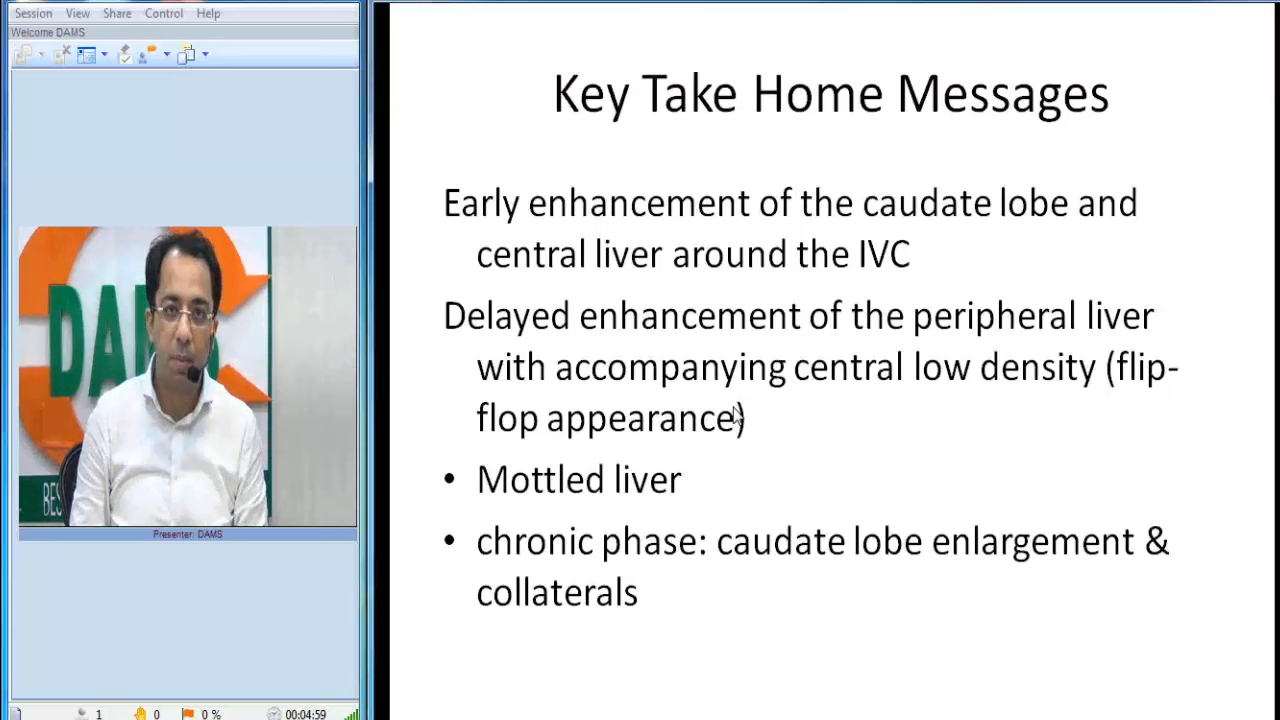 Session View Share Control Help
Welcome DAMS
DAMS
BES
Presenter: DAMS
1 0 0 % 00:04:59
Key Take Home Messages
Early enhancement of the caudate lobe and
central liver around the IVC
Delayed enhancement of the peripheral liver
with accompanying central low density (flip-
flop appearance)
• Mottled liver
• chronic phase: caudate lobe enlargement &
collaterals